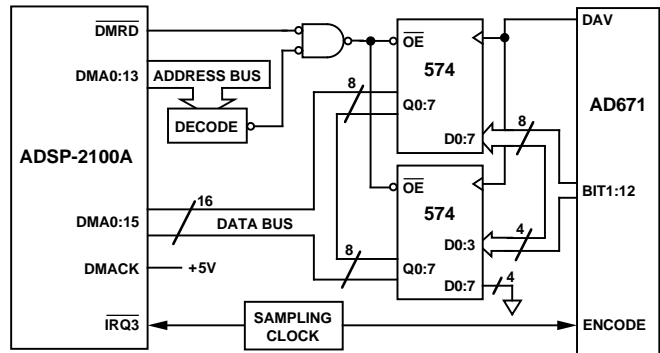 ADSP-2100A
DMRD
DMA0:13
ADDRESS BUS
DECODE
DMA0:15
16
DATA BUS
DMACK
+5V
IRQ3
SAMPLING
CLOCK
8
8
OE
574
Q0:7
D0:7
8
OE
574
D0:3
4
Q0:7
D0:7
4
DAV
AD671
BIT1:12
ENCODE